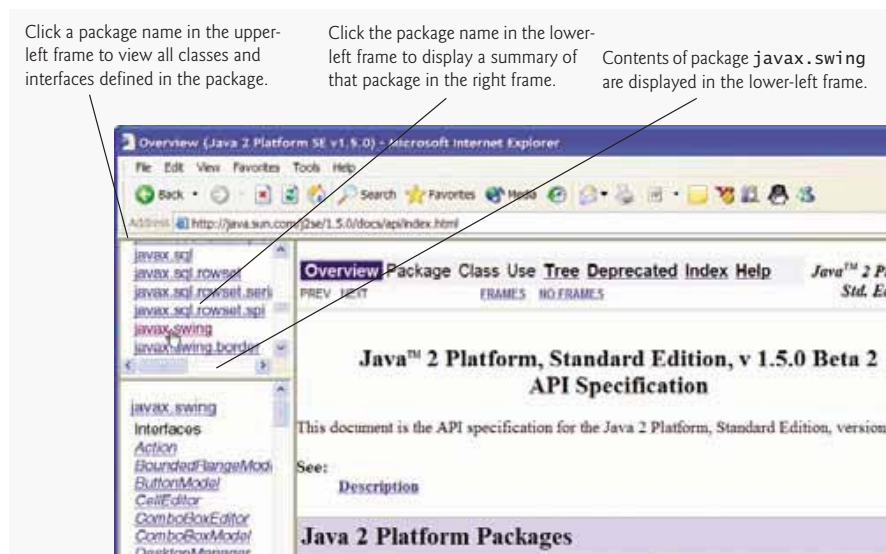 Click a package name in the upper-
left frame to view all classes and
interfaces defined in the package.
Click the package name in the lower-
left frame to display a summary of
that package in the right frame.
Contents of package javax.swing
are displayed in the lower-left frame.
Overview (Java 2 Platform SE v1.5.0) - Microsoft Internet Explorer
File Edit View Favorites Tools Help
Back Search Favorites Media
Address http://java.sun.com/j2se/1.5.0/docs/api/index.html
javax.sql
javax.sql.rowset
javax.sql.rowset.seri
javax.sql.rowset.spi
javax.swing
javax.swing.border
Overview Package Class Use Tree Deprecated Index Help
Java™ 2 Pl
Std. Ed
PREV NEXT FRAMES NO FRAMES
Java™ 2 Platform, Standard Edition, v 1.5.0 Beta 2
API Specification
This document is the API specification for the Java 2 Platform, Standard Edition, version
See:
Description
Java 2 Platform Packages
javax.swing
Interfaces
Action
BoundedRangeMode
ButtonModel
CellEditor
ComboBoxEditor
ComboBoxModel
DesktopManager